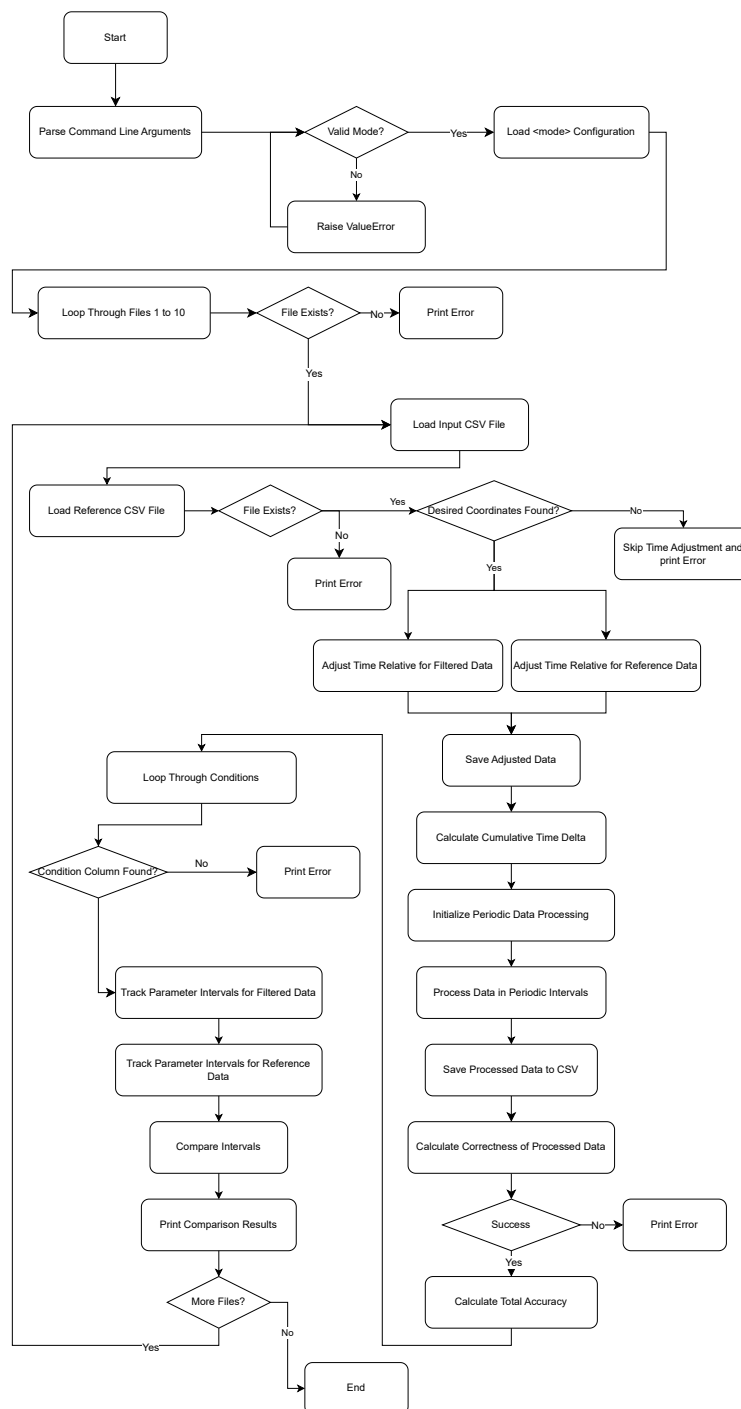 Start
Parse Command Line Arguments
Valid Mode?
Yes
Load <mode> Configuration
No
Raise ValueError
Loop Through Files 1 to 10
File Exists?
No
Print Error
Yes
Load Input CSV File
Load Reference CSV File
File Exists?
Yes
Desired Coordinates Found?
No
No
Skip Time Adjustment and
print Error
Print Error
Yes
Adjust Time Relative for Filtered Data
Adjust Time Relative for Reference Data
Save Adjusted Data
Calculate Cumulative Time Delta
Initialize Periodic Data Processing
Process Data in Periodic Intervals
Save Processed Data to CSV
Calculate Correctness of Processed Data
Success
No
Print Error
Yes
Calculate Total Accuracy
Loop Through Conditions
Condition Column Found?
No
Print Error
Track Parameter Intervals for Filtered Data
Track Parameter Intervals for Reference
Data
Compare Intervals
Print Comparison Results
More Files?
No
Yes
End